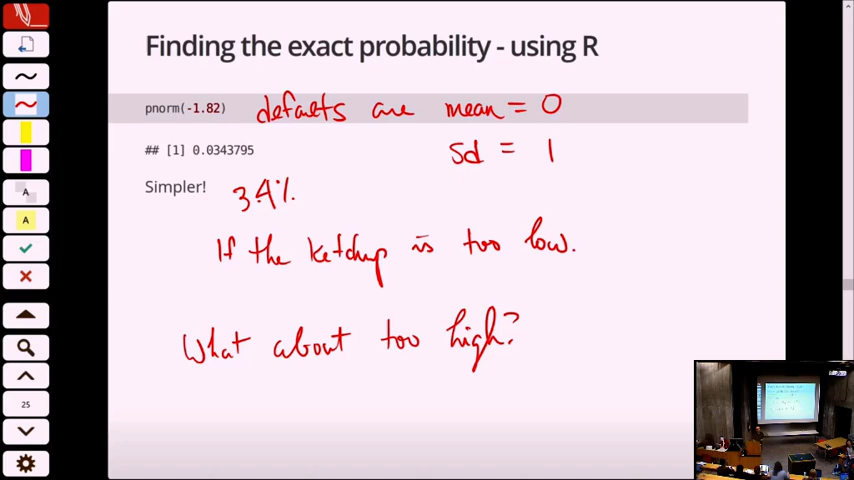 Finding the exact probability - using R
pnorm(-1.82) defaults are mean = 0
## [1] 0.0343795 sd = 1
Simpler! 3.4%
If the ketchup is too low.
What about too high?
A
A
25